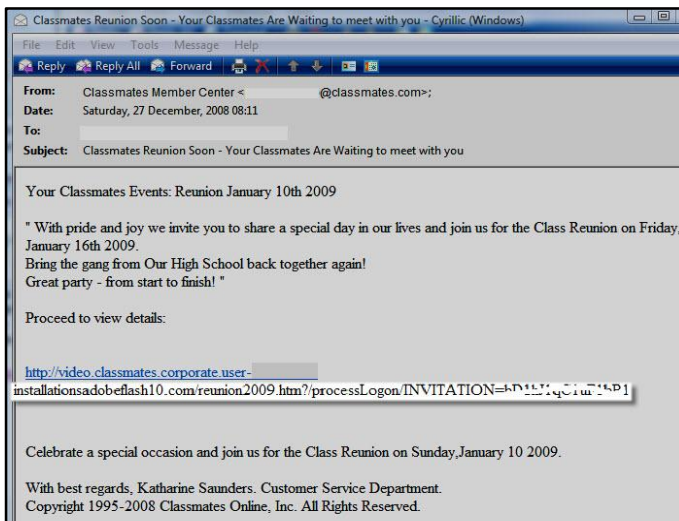 Classmates Reunion Soon - Your Classmates Are Waiting to meet with you - Cyrillic (Windows)
File Edit View Tools Message Help
Reply Reply All Forward
From: Classmates Member Center < @classmates.com>;
Date: Saturday, 27 December, 2008 08:11
To:
Subject: Classmates Reunion Soon - Your Classmates Are Waiting to meet with you
Your Classmates Events: Reunion January 10th 2009
" With pride and joy we invite you to share a special day in our lives and join us for the Class Reunion on Friday,
January 16th 2009.
Bring the gang from Our High School back together again!
Great party - from start to finish! "
Proceed to view details:
http://video.classmates.corporate.user-
installationsadobeflash10.com/reunion2009.htm?/processLogon/INVITATION=
Celebrate a special occasion and join us for the Class Reunion on Sunday,January 10 2009.
With best regards, Katharine Saunders. Customer Service Department.
Copyright 1995-2008 Classmates Online, Inc. All Rights Reserved.